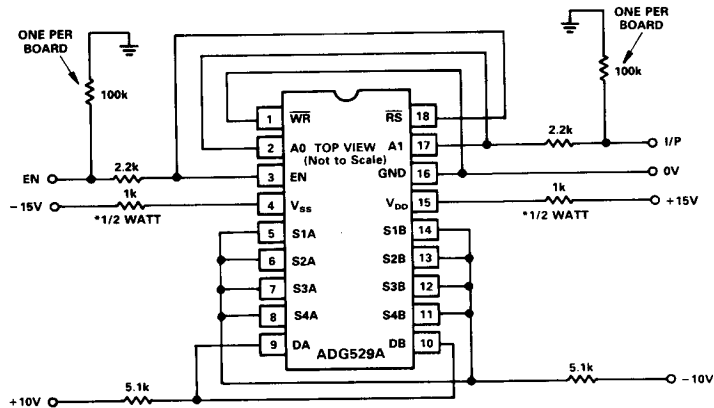 ONE PER
BOARD
100k
ONE PER
BOARD
100k
1 W̅R̅ R̅S̅ 18
2 A0 TOP VIEW A1 17
(Not to Scale)
3 EN GND 16
4 VSS VDD 15
5 S1A S1B 14
6 S2A S2B 13
7 S3A S3B 12
8 S4A S4B 11
9 DA DB 10
ADG529A
EN
2.2k
-15V
1k
*1/2 WATT
2.2k
I/P
0V
1k
+15V
*1/2 WATT
+10V
5.1k
5.1k
-10V